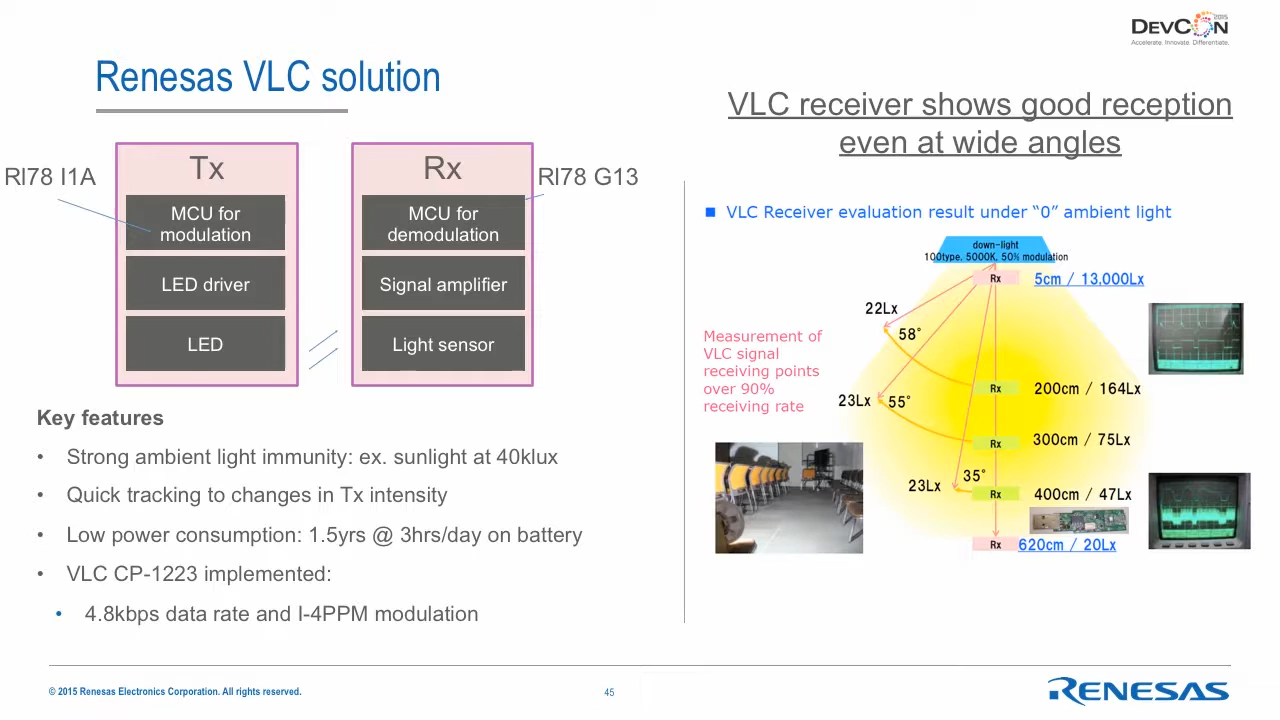 DEVCON 2015
Accelerate. Innovate. Differentiate.
Renesas VLC solution
Tx
Rx
Rl78 I1A
Rl78 G13
MCU for
modulation
LED driver
LED
MCU for
demodulation
Signal amplifier
Light sensor
Key features
• Strong ambient light immunity: ex. sunlight at 40klux
• Quick tracking to changes in Tx intensity
• Low power consumption: 1.5yrs @ 3hrs/day on battery
• VLC CP-1223 implemented:
• 4.8kbps data rate and I-4PPM modulation
VLC receiver shows good reception
even at wide angles
■ VLC Receiver evaluation result under “0” ambient light
down-light
100type, 5000K, 50% modulation
Rx
5cm / 13,000Lx
22Lx
58°
Measurement of
VLC signal
receiving points
over 90%
receiving rate
Rx
200cm / 164Lx
23Lx
55°
Rx
300cm / 75Lx
35°
23Lx
Rx
400cm / 47Lx
Rx
620cm / 20Lx
© 2015 Renesas Electronics Corporation. All rights reserved.
45
RENESAS